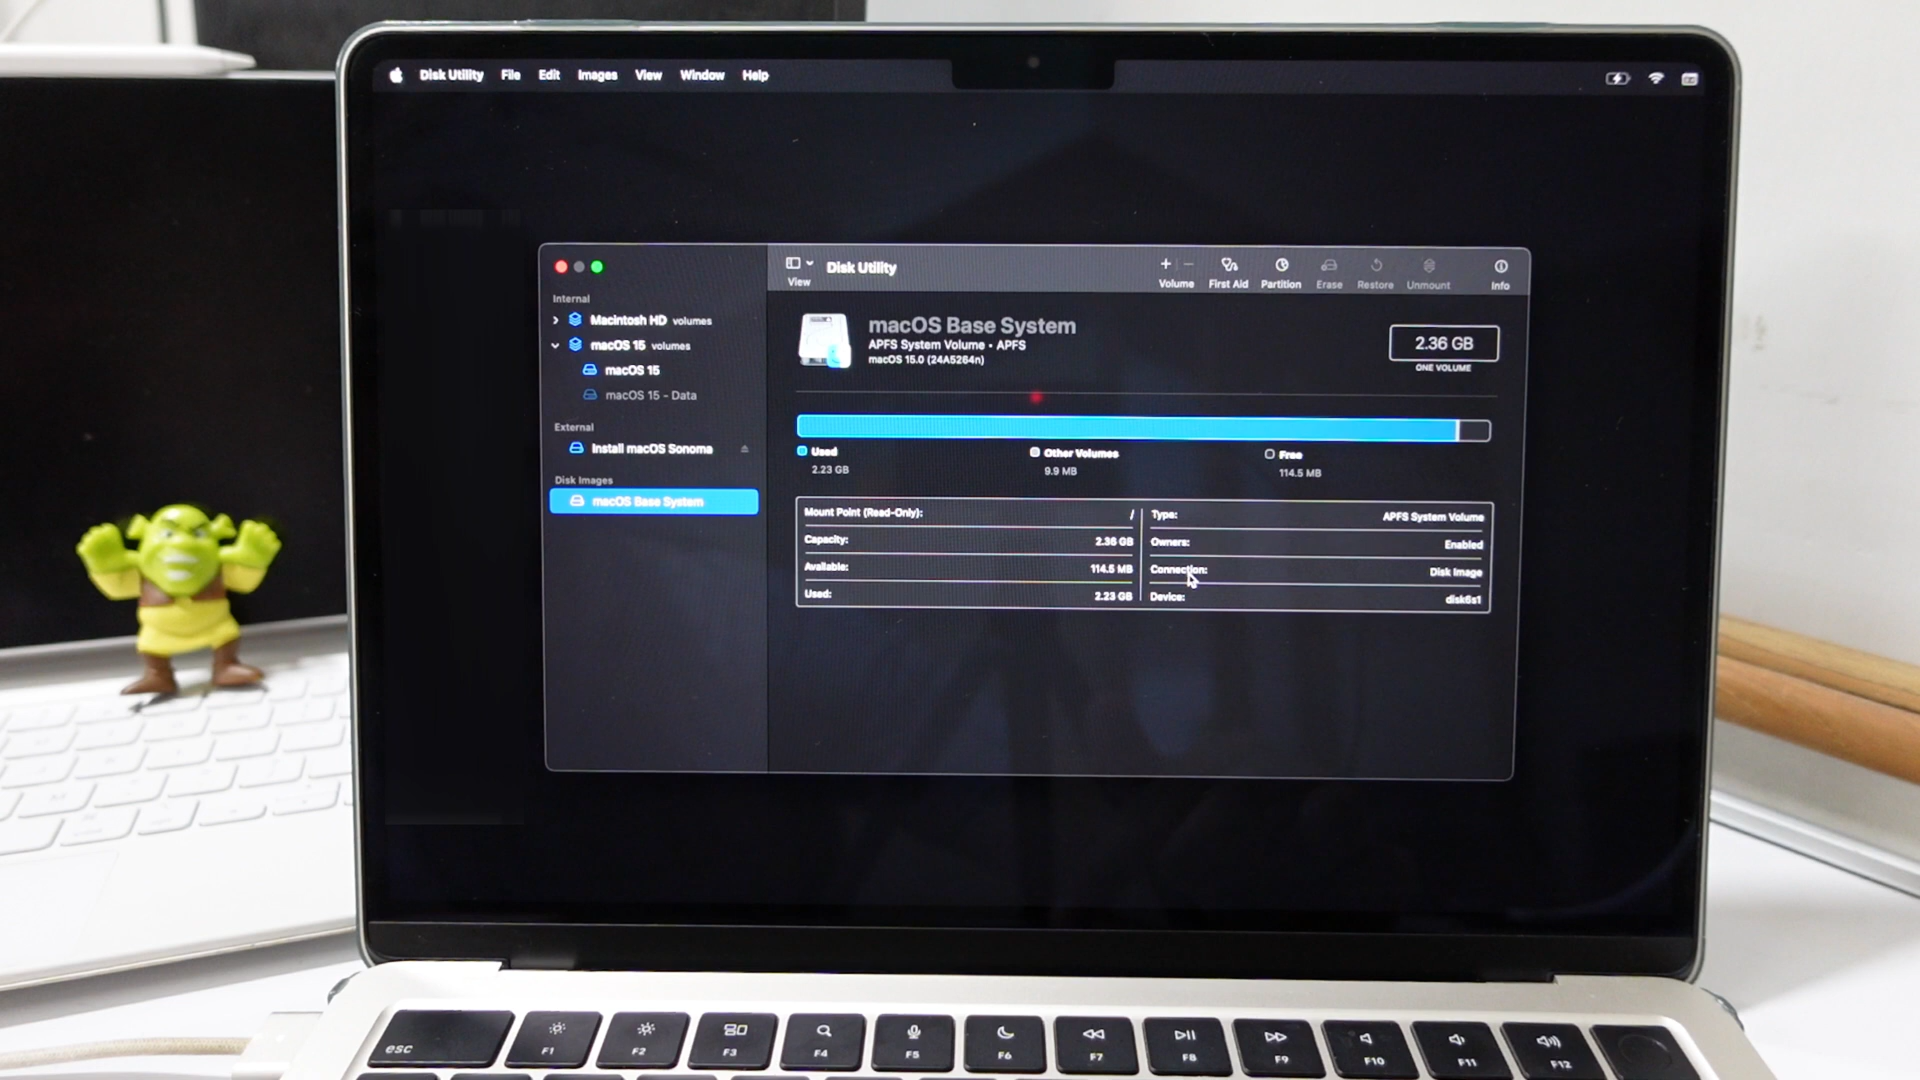 Disk Utility File Edit Images View Window Help
Disk Utility
View
Volume First Aid Partition Erase Restore Unmount Info
Internal
Macintosh HD volumes
macOS 15 volumes
macOS 15
macOS 15 - Data
External
Install macOS Sonoma
Disk Images
macOS Base System
macOS Base System
APFS System Volume • APFS
macOS 15.0 (24A5264n)
2.36 GB
ONE VOLUME
Used
2.23 GB
Other Volumes
9.9 MB
Free
114.5 MB
Mount Point (Read-Only): /
Capacity: 2.36 GB
Available: 114.5 MB
Used: 2.23 GB
Type: APFS System Volume
Owners: Enabled
Connection: Disk Image
Device: disk6s1
esc F1 F2 F3 F4 F5 F6 F7 F8 F9 F10 F11 F12